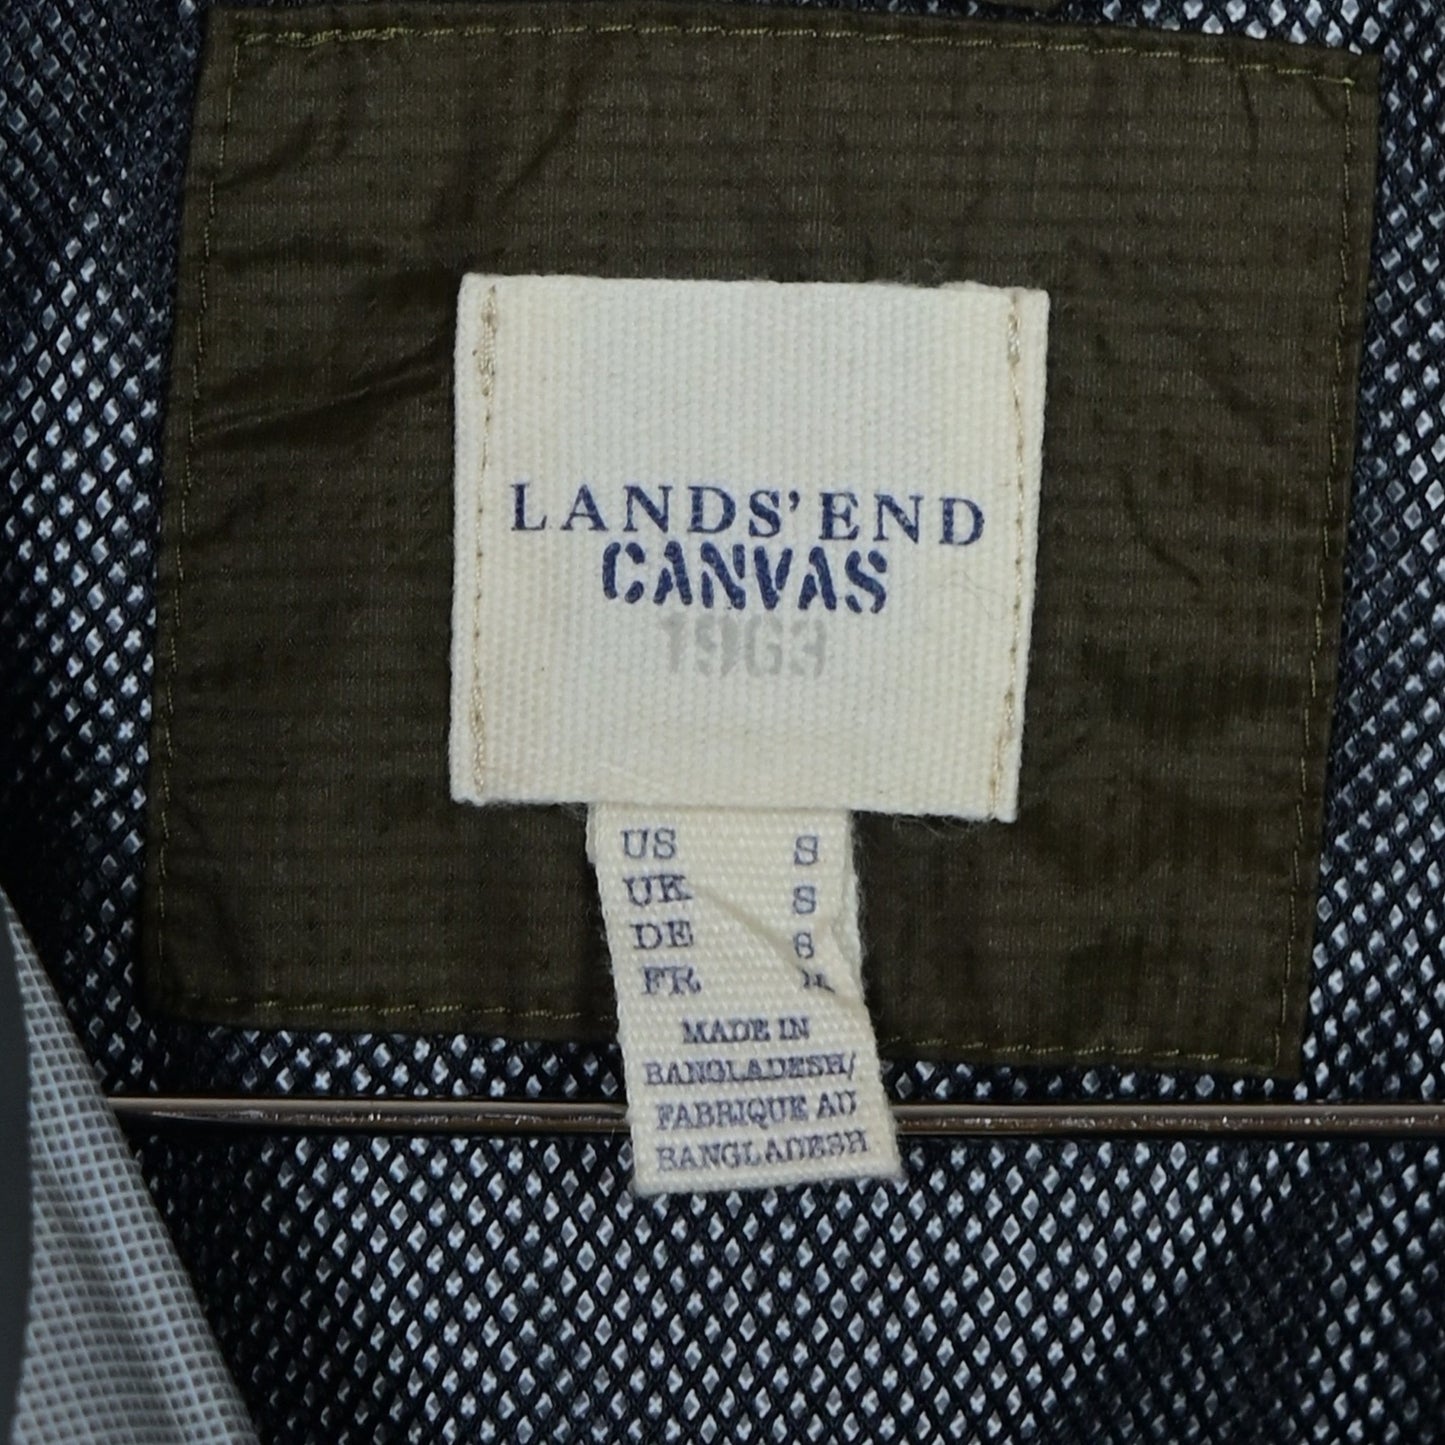 LANDS' END
CANVAS
1963
US S
UK S
DE S
FR M
MADE IN
BANGLADESH/
FABRIQUE AU
BANGLADESH